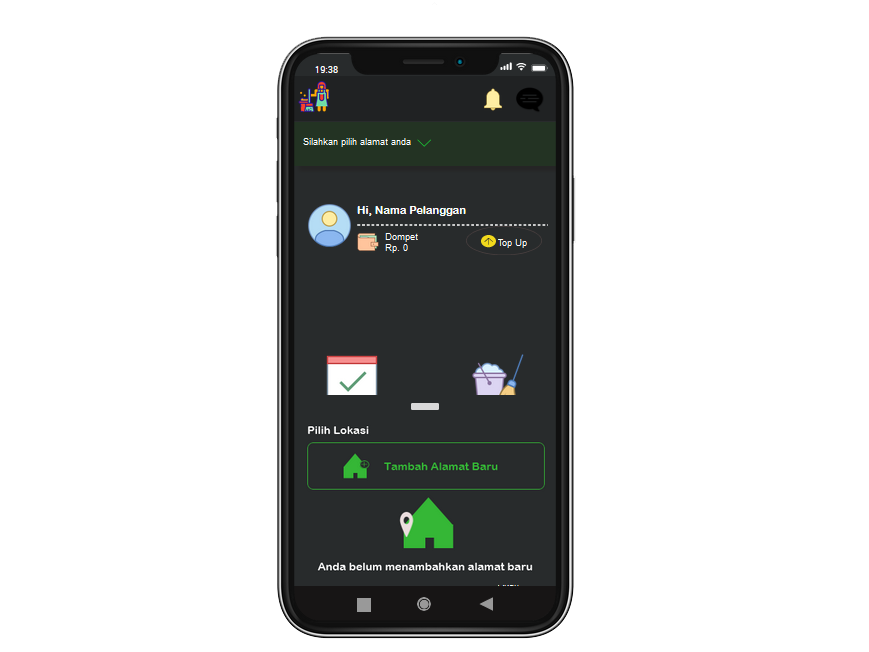 19:38
Silahkan pilih alamat anda
Hi, Nama Pelanggan
Dompet
Rp. 0
Top Up
Pilih Lokasi
Tambah Alamat Baru
Anda belum menambahkan alamat baru